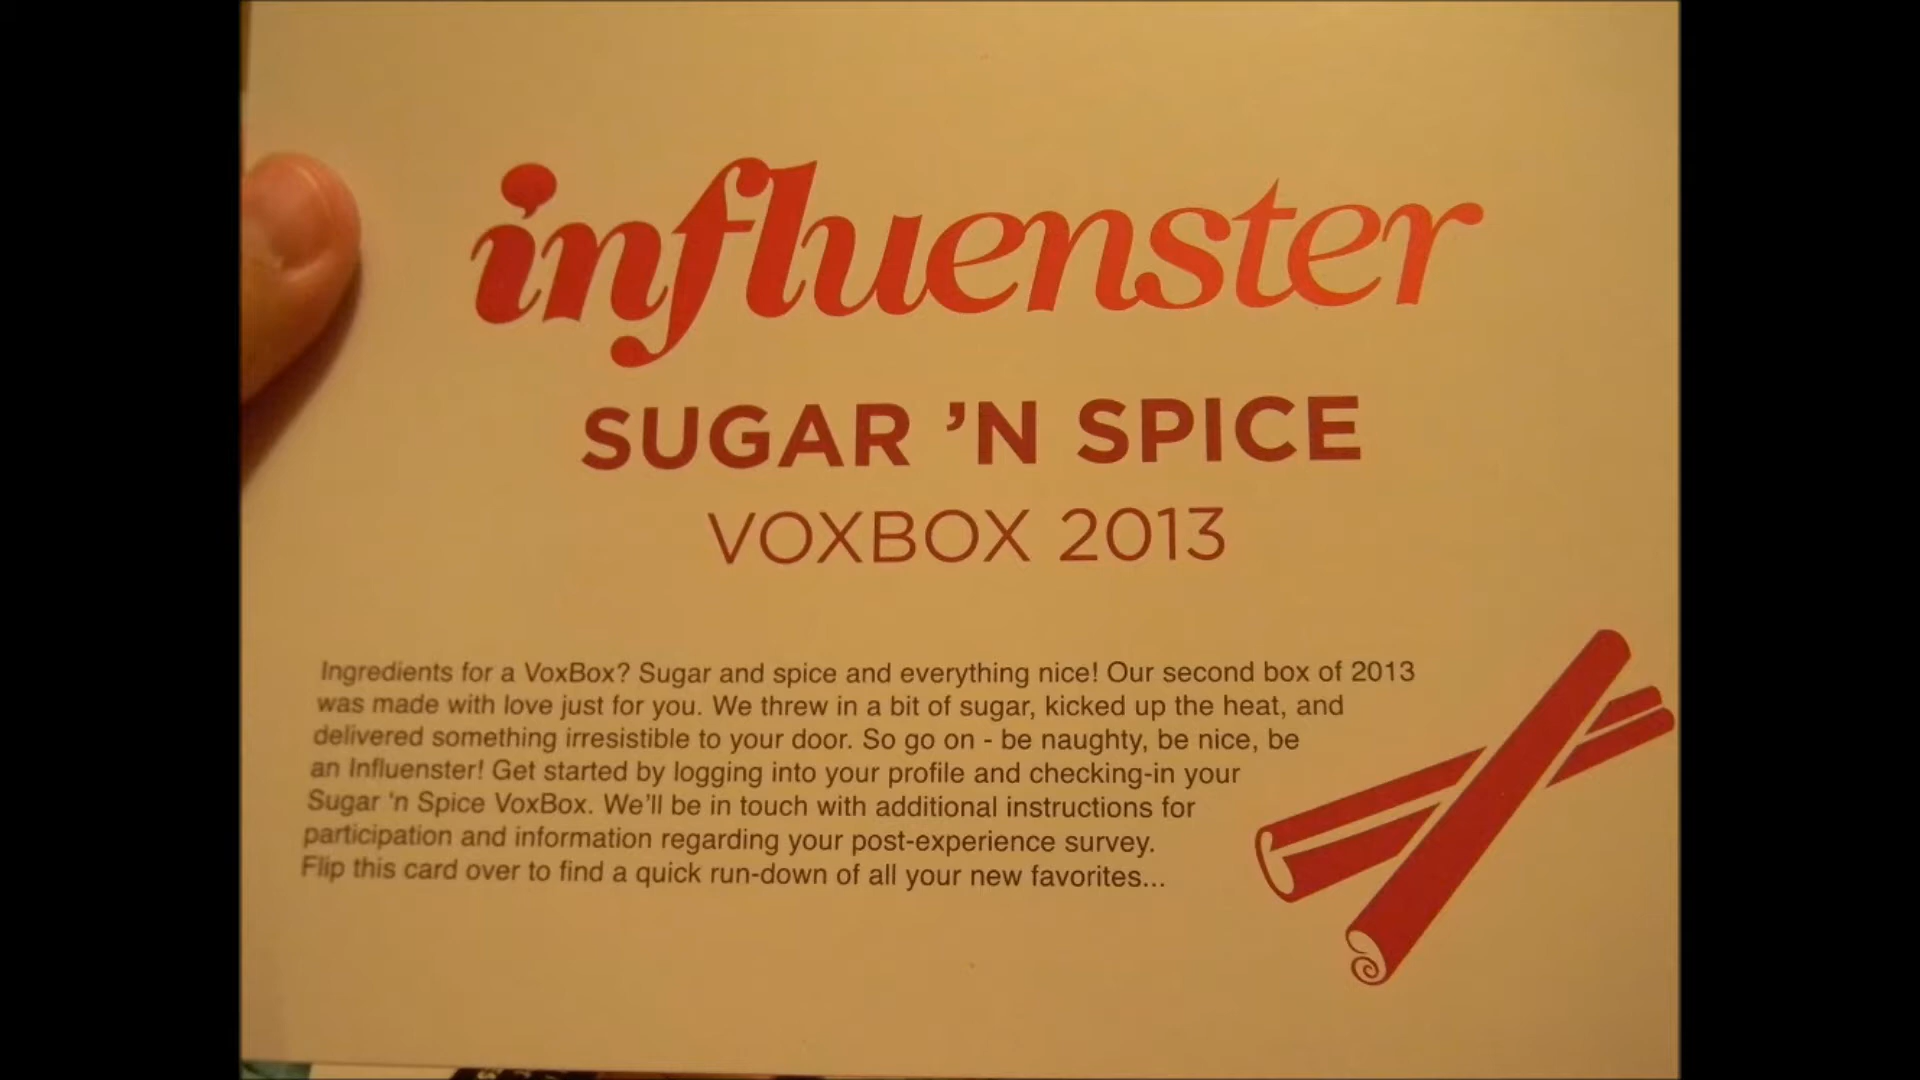 influenster
SUGAR 'N SPICE
VOXBOX 2013
Ingredients for a VoxBox? Sugar and spice and everything nice! Our second box of 2013
was made with love just for you. We threw in a bit of sugar, kicked up the heat, and
delivered something irresistible to your door. So go on - be naughty, be nice, be
an Influenster! Get started by logging into your profile and checking-in your
Sugar 'n Spice VoxBox. We'll be in touch with additional instructions for
participation and information regarding your post-experience survey.
Flip this card over to find a quick run-down of all your new favorites...